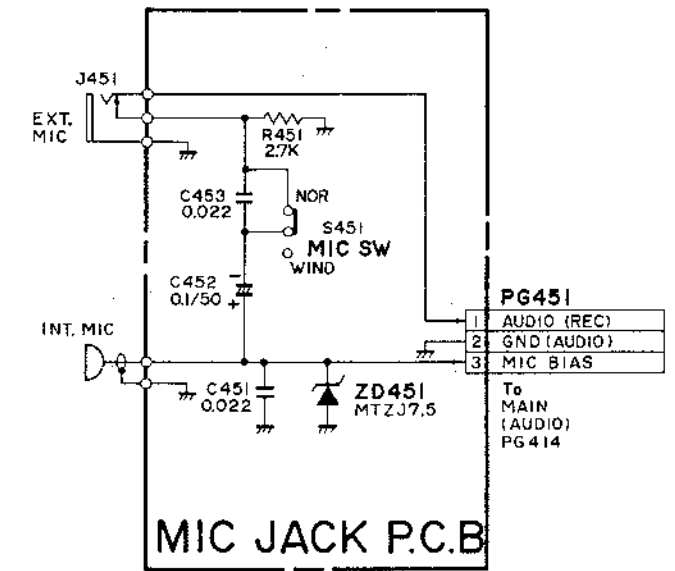 J451
EXT.
MIC
R451
2.7K
C453
0.022
NOR
S451
MIC SW
WIND
C452
0.1/50
-
+
INT. MIC
PG451
1 AUDIO (REC)
2 GND (AUDIO)
3 MIC BIAS
C451
0.022
ZD451
MTZJ7.5
To
MAIN
(AUDIO)
PG414
MIC JACK P.C.B